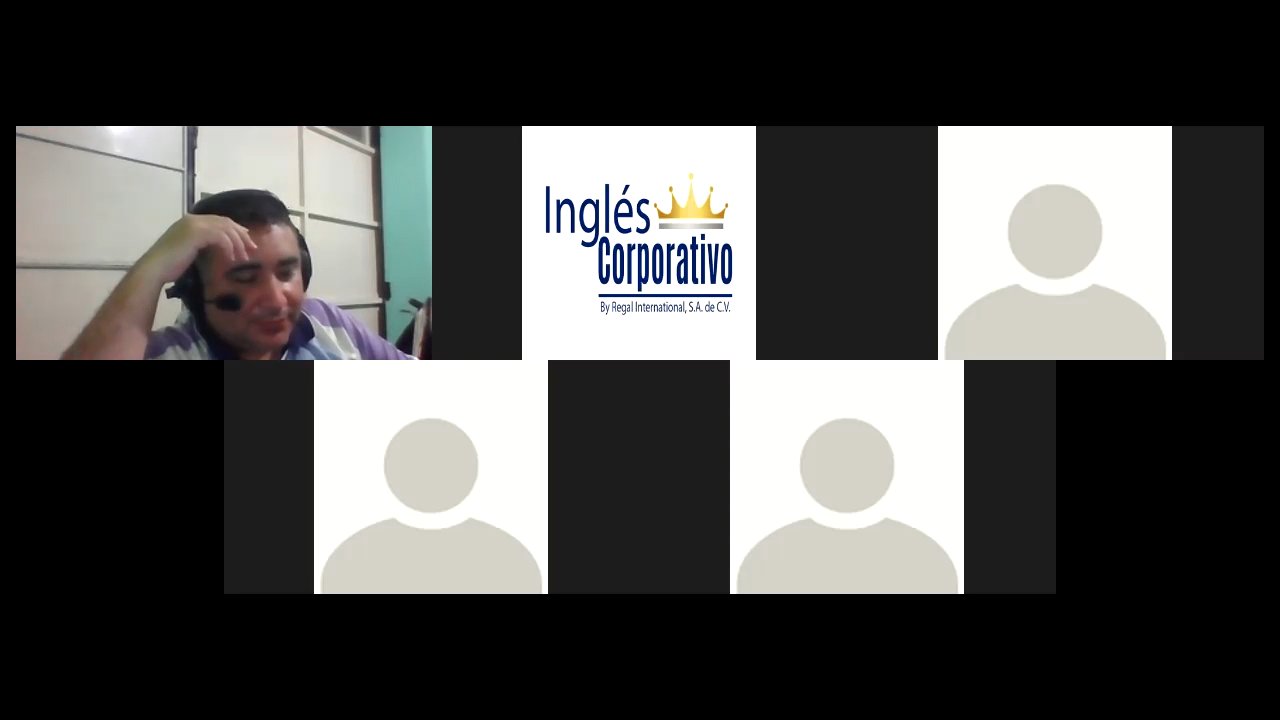 Inglés
Corporativo
By Regal International, S.A. de C.V.